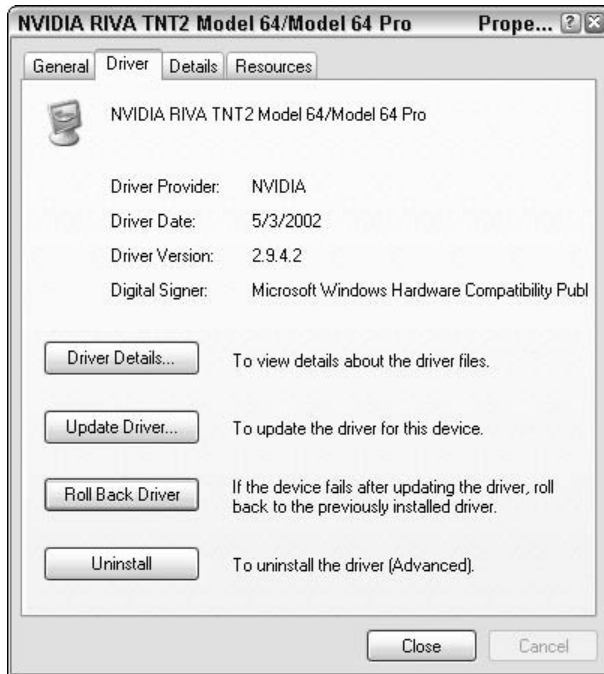 NVIDIA RIVA TNT2 Model 64/Model 64 Pro Prope...
General Driver Details Resources
NVIDIA RIVA TNT2 Model 64/Model 64 Pro
Driver Provider: NVIDIA
Driver Date: 5/3/2002
Driver Version: 2.9.4.2
Digital Signer: Microsoft Windows Hardware Compatibility Publ
Driver Details... To view details about the driver files.
Update Driver... To update the driver for this device.
Roll Back Driver If the device fails after updating the driver, roll
back to the previously installed driver.
Uninstall To uninstall the driver (Advanced).
Close Cancel